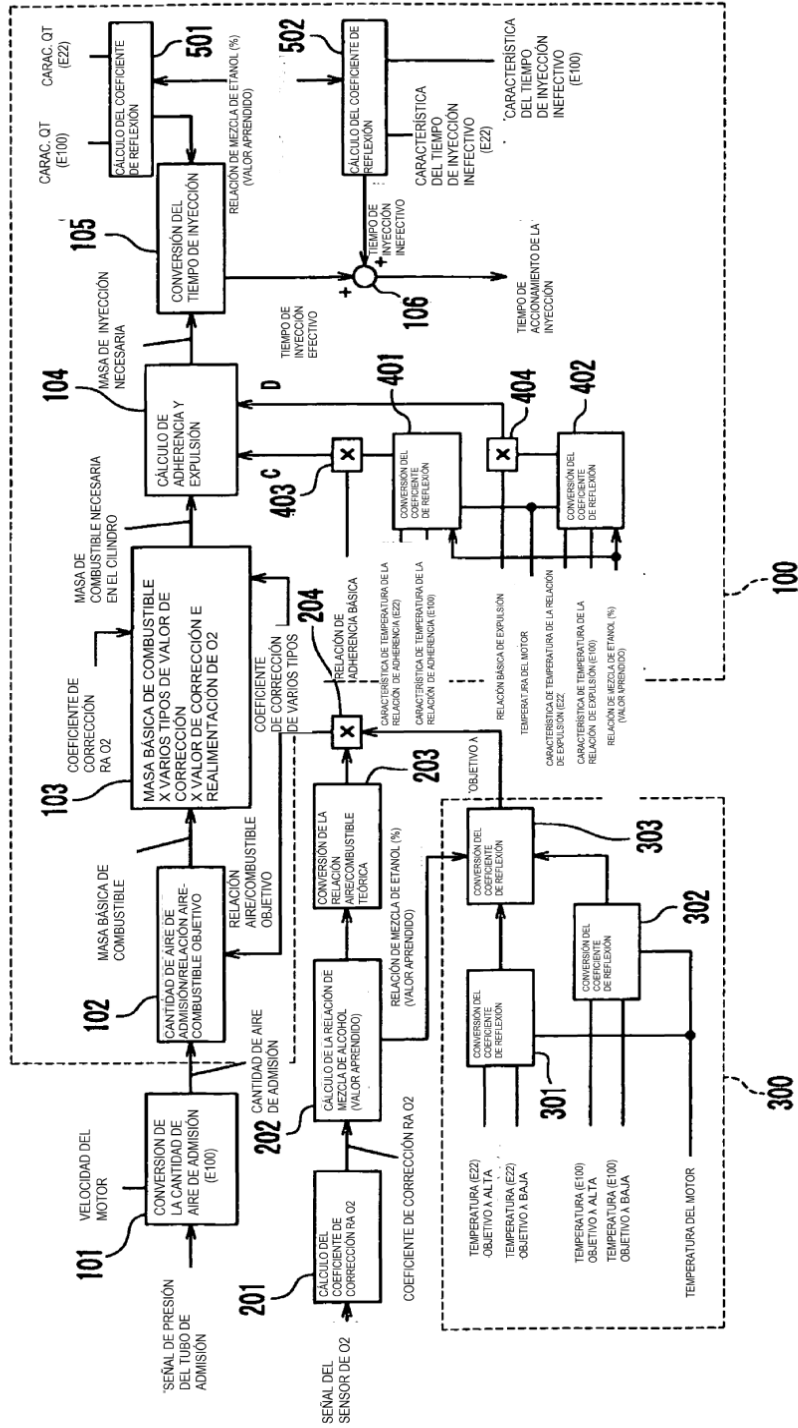 VELOCIDAD DEL
MOTOR
101
CONVERSION DE
LA CANTIDAD DE
AIRE DE ADMISIÓN
(E100)
SEÑAL DE PRESIÓN
DEL TUBO DE
ADMISIÓN
CANTIDAD DE AIRE
DE ADMISIÓN
102
CANTIDAD DE AIRE DE
ADMISIÓN/RELACIÓN AIRE-
COMBUSTIBLE OBJETIVO
MASA BÁSICA DE
COMBUSTIBLE
RELACIÓN
AIRE/COMBUSTIBLE
OBJETIVO
103
COEFICIENTE DE
CORRECCIÓN
RA O2
MASA BÁSICA DE COMBUSTIBLE
X VARIOS TIPOS DE VALOR DE
CORRECCIÓN
X VALOR DE CORRECCIÓN E
REALIMENTACIÓN DE O2
COEFICIENTE
DE CORRECCIÓN
DE VARIOS TIPOS
MASA DE
COMBUSTIBLE NECESARIA
EN EL CILINDRO
104
CÁLCULO DE
ADHERENCIA Y
EXPULSIÓN
MASA DE INYECCIÓN
NECESARIA
105
CONVERSIÓN DEL
TIEMPO DE INYECCIÓN
CARAC. QT
(E100)
CARAC. QT
(E22)
CÁLCULO DEL COEFICIENTE
DE REFLEXIÓN
501
RELACIÓN DE MEZCLA DE ETANOL (%)
(VALOR APRENDIDO)
502
CÁLCULO DEL COEFICIENTE DE
REFLEXIÓN
CARACTERÍSTICA
DEL TIEMPO
DE INYECCIÓN
INEFECTIVO
(E22)
CARACTERÍSTICA
DEL TIEMPO
DE INYECCIÓN
INEFECTIVO
(E100)
TIEMPO DE
INYECCIÓN
INEFECTIVO
TIEMPO DE
INYECCIÓN
EFECTIVO
+
+
106
TIEMPO DE
ACCIONAMIENTO DE LA
INYECCIÓN
C
D
403
X
401
CONVERSIÓN DEL
COEFICIENTE
DE REFLEXIÓN
404
X
402
CONVERSIÓN DEL
COEFICIENTE
DE REFLEXIÓN
RELACIÓN DE
ADHERENCIA BÁSICA
CARACTERÍSTICA DE TEMPERATURA DE LA
RELACIÓN DE ADHERENCIA (E22)
CARACTERÍSTICA DE TEMPERATURA DE LA
RELACIÓN DE ADHERENCIA (E100)
RELACIÓN BÁSICA DE EXPULSIÓN
TEMPERATURA DEL MOTOR
CARACTERÍSTICA DE TEMPERATURA DE LA RELACIÓN
DE EXPULSIÓN (E22
CARACTERÍSTICA DE TEMPERATURA DE LA
RELACIÓN DE EXPULSIÓN (E100)
RELACIÓN DE MEZCLA DE ETANOL (%)
(VALOR APRENDIDO)
100
SEÑAL DEL
SENSOR DE O2
201
CÁLCULO DEL
COEFICIENTE DE
CORRECCIÓN RA O2
COEFICIENTE DE CORRECCIÓN RA O2
202
CÁLCULO DE LA RELACIÓN DE
MEZCLA DE ALCOHOL
(VALOR APRENDIDO)
RELACIÓN DE MEZCLA DE ETANOL (%)
(VALOR APRENDIDO)
CONVERSIÓN DE LA
RELACIÓN
AIRE/COMBUSTIBLE
TEÓRICA
203
X
204
OBJETIVO λ
CONVERSIÓN DEL
COEFICIENTE
DE REFLEXIÓN
303
CONVERSIÓN DEL
COEFICIENTE
DE REFLEXIÓN
301
CONVERSIÓN DEL
COEFICIENTE
DE REFLEXIÓN
302
TEMPERATURA (E22)
OBJETIVO λ ALTA
TEMPERATURA (E22)
OBJETIVO λ BAJA
TEMPERATURA (E100)
OBJETIVO λ ALTA
TEMPERATURA (E100)
OBJETIVO λ BAJA
TEMPERATURA DEL MOTOR
300